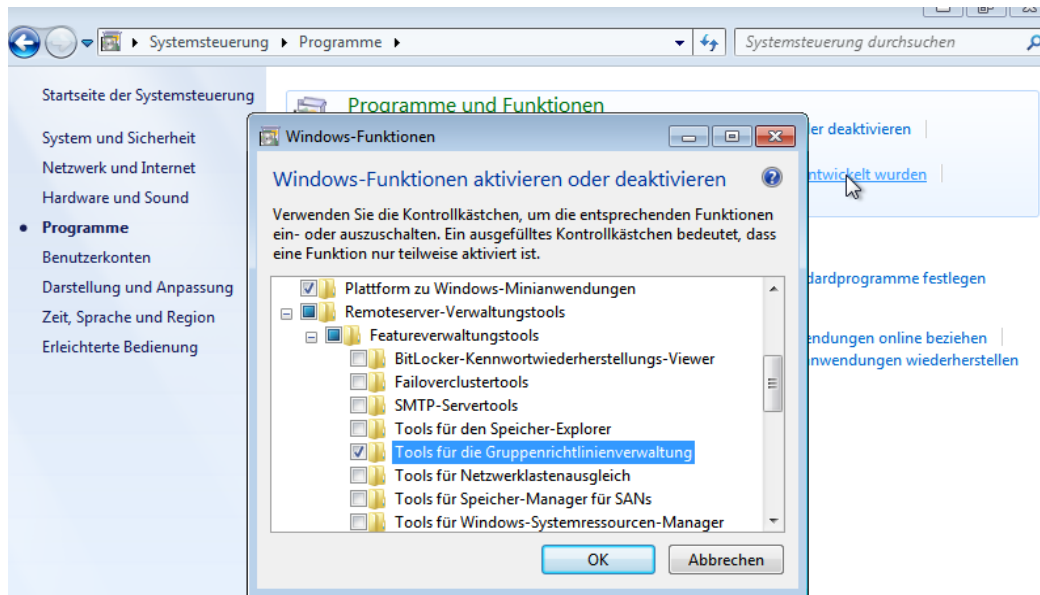 Systemsteuerung ▸ Programme ▸
Systemsteuerung durchsuchen
Startseite der Systemsteuerung
System und Sicherheit
Netzwerk und Internet
Hardware und Sound
Programme
Benutzerkonten
Darstellung und Anpassung
Zeit, Sprache und Region
Erleichterte Bedienung
Programme und Funktionen
deaktivieren
wurden
festlegen
online beziehen
wiederherstellen
Windows-Funktionen
Windows-Funktionen aktivieren oder deaktivieren
Verwenden Sie die Kontrollkästchen, um die entsprechenden Funktionen
ein- oder auszuschalten. Ein ausgefülltes Kontrollkästchen bedeutet, dass
eine Funktion nur teilweise aktiviert ist.
Plattform zu Windows-Minianwendungen
Remoteserver-Verwaltungstools
Featureverwaltungstools
BitLocker-Kennwortwiederherstellungs-Viewer
Failoverclustertools
SMTP-Servertools
Tools für den Speicher-Explorer
Tools für die Gruppenrichtlinienverwaltung
Tools für Netzwerklastenausgleich
Tools für Speicher-Manager für SANs
Tools für Windows-Systemressourcen-Manager
OK
Abbrechen